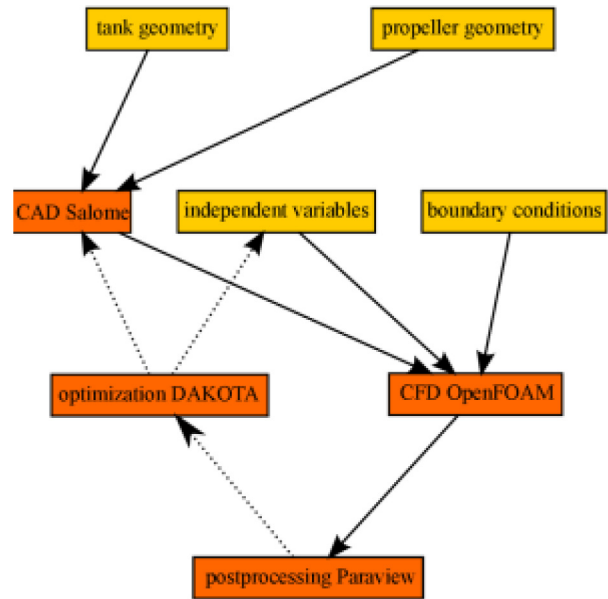 tank geometry
propeller geometry
CAD Salome
independent variables
boundary conditions
optimization DAKOTA
CFD OpenFOAM
postprocessing Paraview